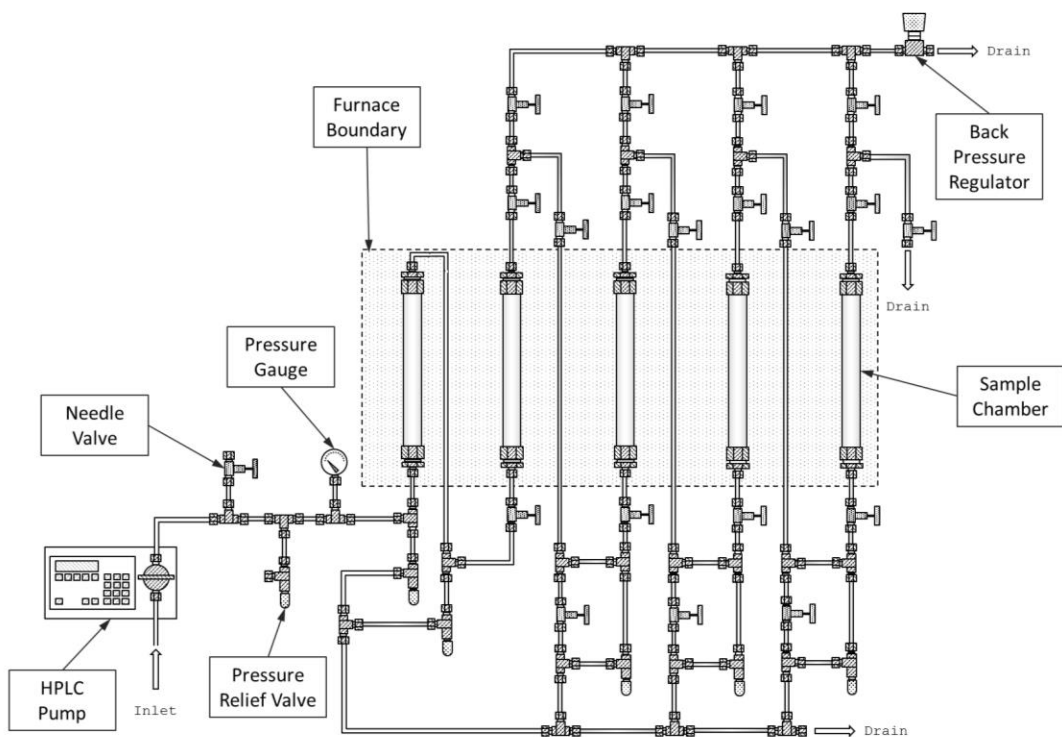 Drain
Furnace
Boundary
Back
Pressure
Regulator
Drain
Pressure
Gauge
Needle
Valve
Sample
Chamber
HPLC
Pump
Inlet
Pressure
Relief Valve
Drain